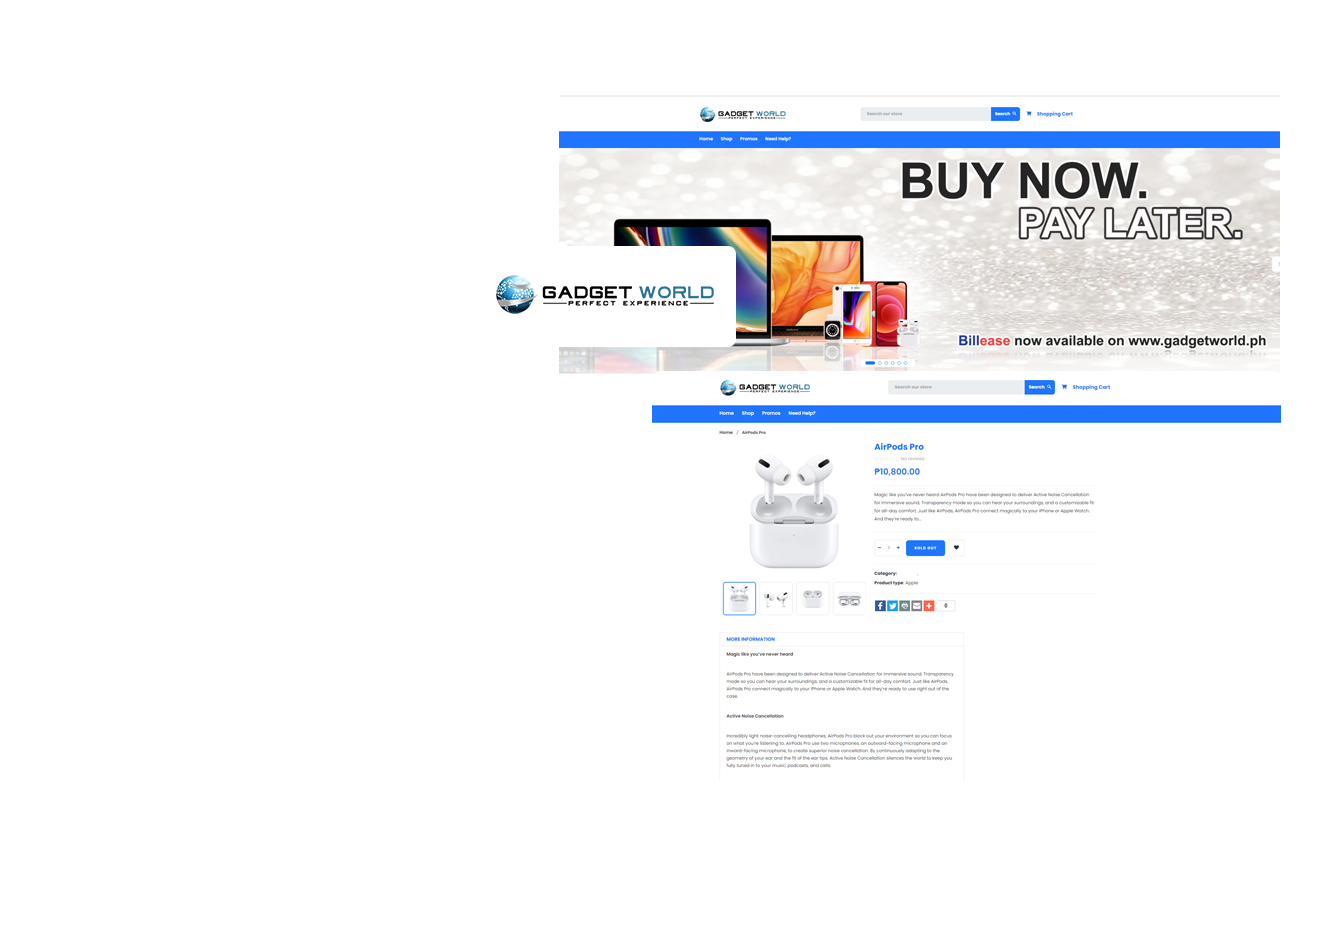 GADGET WORLD
PERFECT EXPERIENCE
Search our store
Search
Shopping Cart
Home Shop Promos Need Help?
BUY NOW.
PAY LATER.
GADGET WORLD
PERFECT EXPERIENCE
Billease now available on www.gadgetworld.ph
GADGET WORLD
PERFECT EXPERIENCE
Search our store
Search
Shopping Cart
Home Shop Promos Need Help?
Home / AirPods Pro
AirPods Pro
No reviews
₱10,800.00
Magic like you've never heard AirPods Pro have been designed to deliver Active Noise Cancellation
for immersive sound, Transparency mode so you can hear your surroundings, and a customizable fit
for all-day comfort. Just like AirPods, AirPods Pro connect magically to your iPhone or Apple Watch.
And they're ready to...
− 1 +
SOLD OUT
Category:
Product type: Apple
0
MORE INFORMATION
Magic like you've never heard
AirPods Pro have been designed to deliver Active Noise Cancellation for immersive sound, Transparency
mode so you can hear your surroundings, and a customizable fit for all-day comfort. Just like AirPods,
AirPods Pro connect magically to your iPhone or Apple Watch. And they're ready to use right out of the
case.
Active Noise Cancellation
Incredibly light noise-cancelling headphones, AirPods Pro block out your environment so you can focus
on what you're listening to. AirPods Pro use two microphones, an outward-facing microphone and an
inward-facing microphone, to create superior noise cancellation. By continuously adapting to the
geometry of your ear and the fit of the ear tips, Active Noise Cancellation silences the world to keep you
fully tuned in to your music, podcasts, and calls.